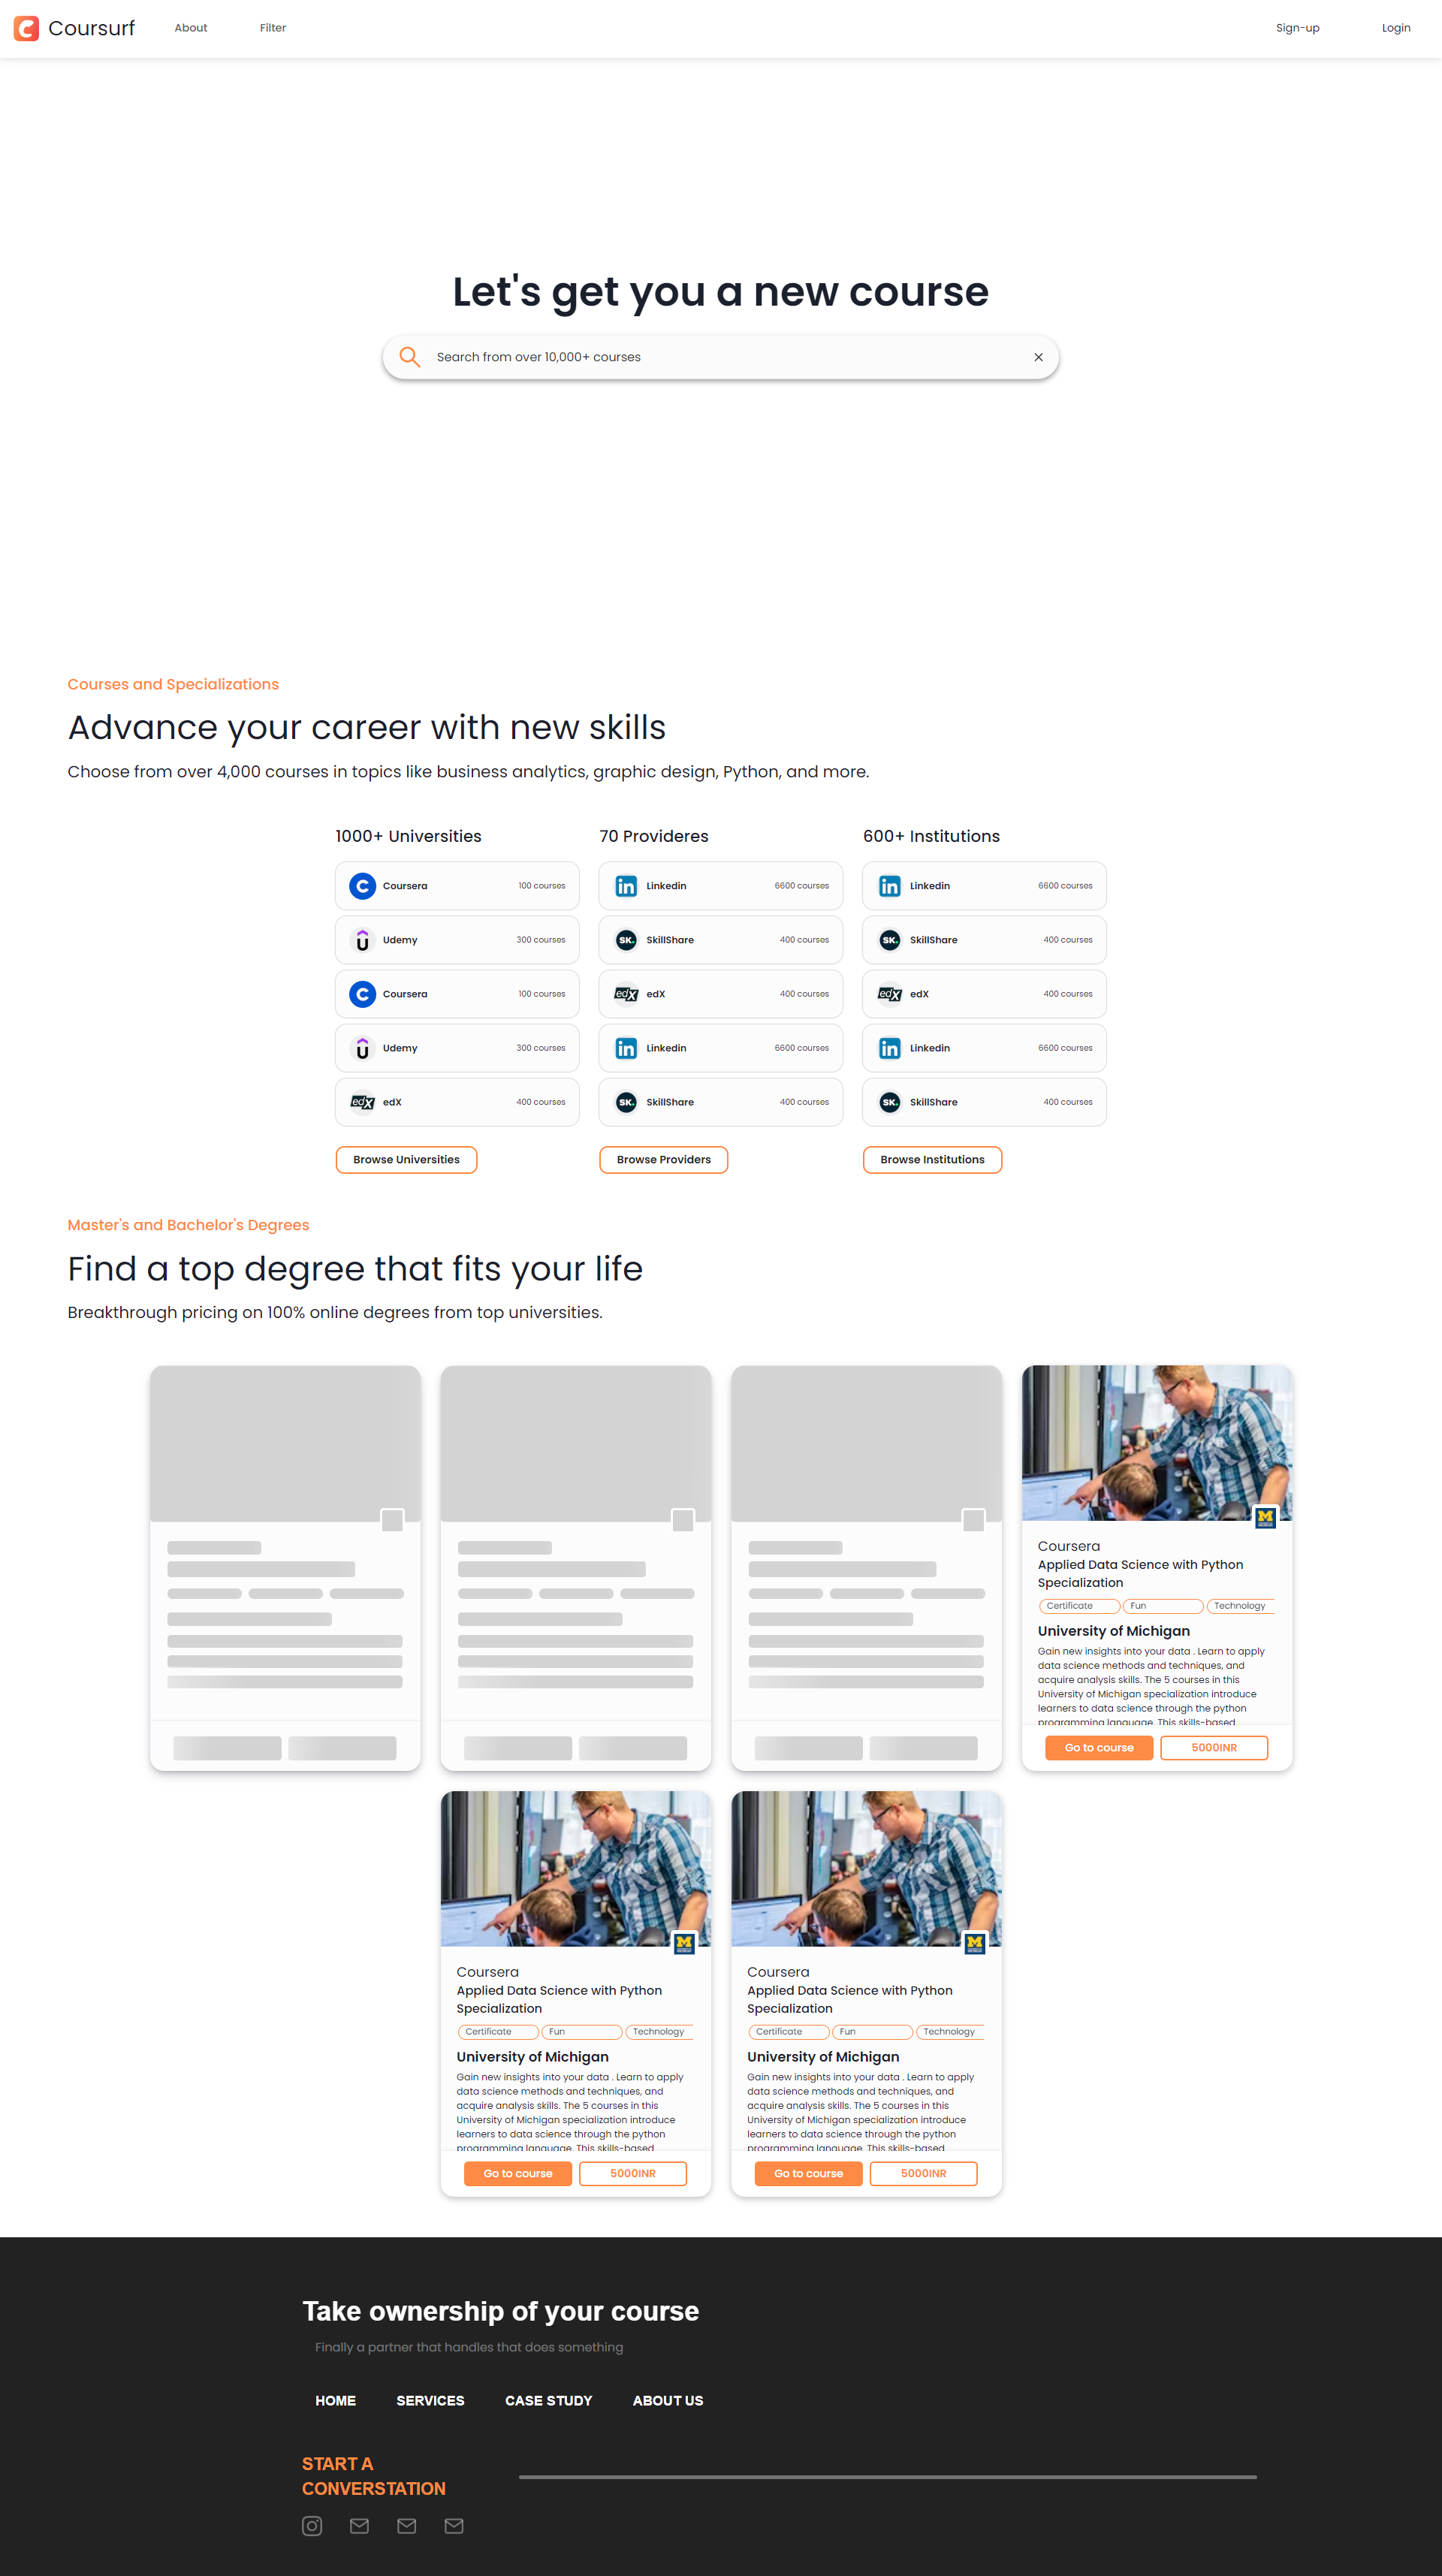 Coursurf
About
Filter
Sign-up
Login
Let's get you a new course
Search from over 10,000+ courses
Courses and Specializations
Advance your career with new skills
Choose from over 4,000 courses in topics like business analytics, graphic design, Python, and more.
1000+ Universities
Coursera 100 courses
Udemy 300 courses
Coursera 100 courses
Udemy 300 courses
edX edX 400 courses
Browse Universities
70 Provideres
in Linkedin 6600 courses
SK. SkillShare 400 courses
edX edX 400 courses
in Linkedin 6600 courses
SK. SkillShare 400 courses
Browse Providers
600+ Institutions
in Linkedin 6600 courses
SK. SkillShare 400 courses
edX edX 400 courses
in Linkedin 6600 courses
SK. SkillShare 400 courses
Browse Institutions
Master's and Bachelor's Degrees
Find a top degree that fits your life
Breakthrough pricing on 100% online degrees from top universities.
M
Coursera
Applied Data Science with Python
Specialization
Certificate Fun Technology
University of Michigan
Gain new insights into your data . Learn to apply
data science methods and techniques, and
acquire analysis skills. The 5 courses in this
University of Michigan specialization introduce
learners to data science through the python
programming language. This skills-based
Go to course 5000INR
M
Coursera
Applied Data Science with Python
Specialization
Certificate Fun Technology
University of Michigan
Gain new insights into your data . Learn to apply
data science methods and techniques, and
acquire analysis skills. The 5 courses in this
University of Michigan specialization introduce
learners to data science through the python
programming language. This skills-based
Go to course 5000INR
M
Coursera
Applied Data Science with Python
Specialization
Certificate Fun Technology
University of Michigan
Gain new insights into your data . Learn to apply
data science methods and techniques, and
acquire analysis skills. The 5 courses in this
University of Michigan specialization introduce
learners to data science through the python
programming language. This skills-based
Go to course 5000INR
Take ownership of your course
Finally a partner that handles that does something
HOME SERVICES CASE STUDY ABOUT US
START A
CONVERSTATION